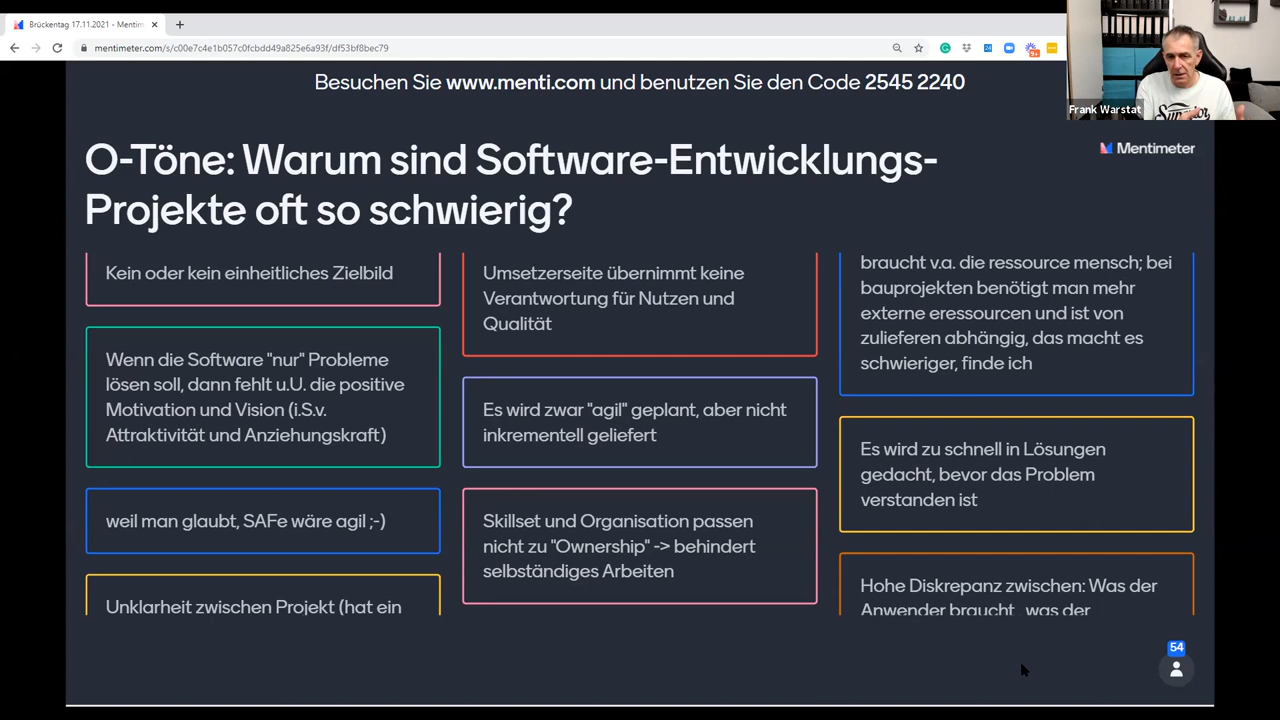 Brückentag 17.11.2021 - Mentim
mentimeter.com/s/c00e7c4e1b057c0fcbdd49a825e6a93f/df53bf8bec79
Frank Warstat
Besuchen Sie www.menti.com und benutzen Sie den Code 2545 2240
Mentimeter
O-Töne: Warum sind Software-Entwicklungs-
Projekte oft so schwierig?
Kein oder kein einheitliches Zielbild
Wenn die Software "nur" Probleme
lösen soll, dann fehlt u.U. die positive
Motivation und Vision (i.S.v.
Attraktivität und Anziehungskraft)
weil man glaubt, SAFe wäre agil ;-)
Unklarheit zwischen Projekt (hat ein
Umsetzerseite übernimmt keine
Verantwortung für Nutzen und
Qualität
Es wird zwar "agil" geplant, aber nicht
inkrementell geliefert
Skillset und Organisation passen
nicht zu "Ownership" -> behindert
selbständiges Arbeiten
braucht v.a. die ressource mensch; bei
bauprojekten benötigt man mehr
externe eressourcen und ist von
zulieferen abhängig, das macht es
schwieriger, finde ich
Es wird zu schnell in Lösungen
gedacht, bevor das Problem
verstanden ist
Hohe Diskrepanz zwischen: Was der
Anwender braucht, was der
54